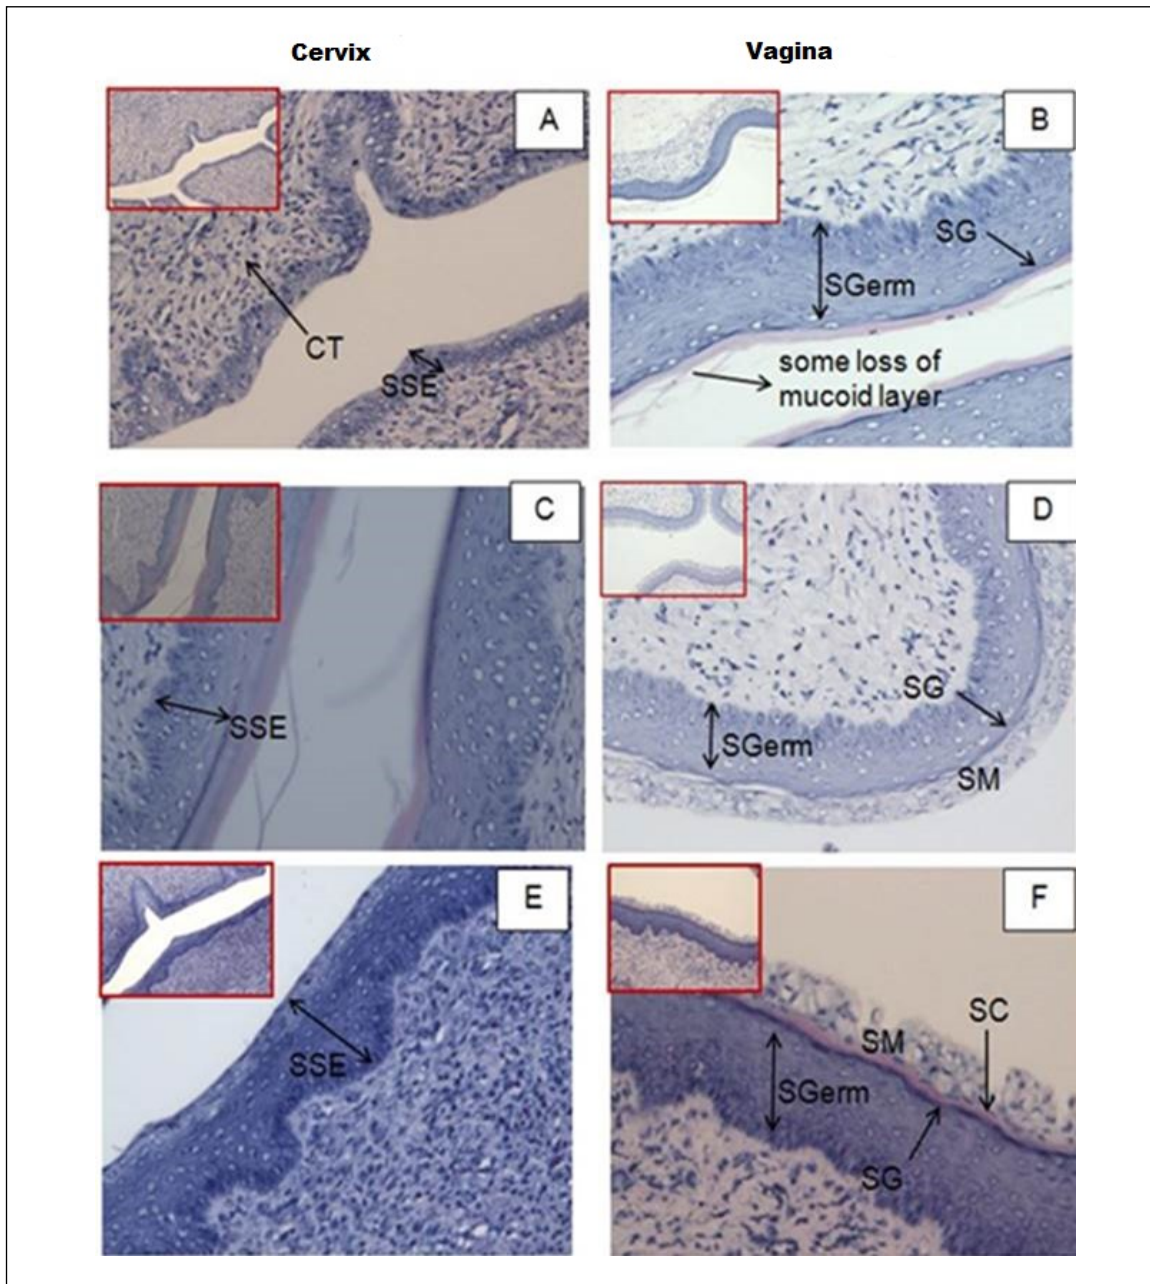 Cervix
Vagina
A
CT
SSE
B
SG
SGerm
some loss of
mucoid layer
C
SSE
D
SG
SGerm
SM
E
SSE
F
SC
SM
SGerm
SG